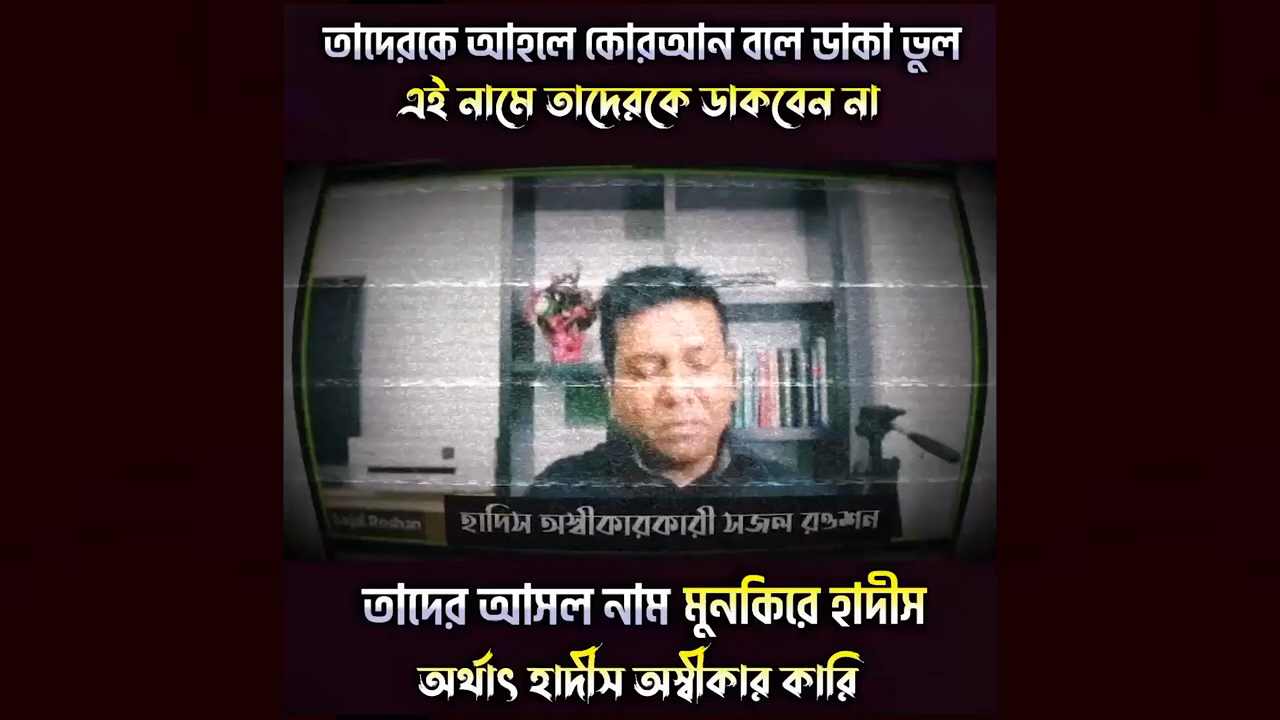 তাদেরকে আহলে কোরআন বলে ডাকা ভুল
এই নামে তাদেরকে ডাকবেন না
Sajal Roshan
হাদিস অস্বীকারকারী সজল রওশন
তাদের আসল নাম মুনকিরে হাদীস
অর্থাৎ হাদীস অস্বীকার কারি